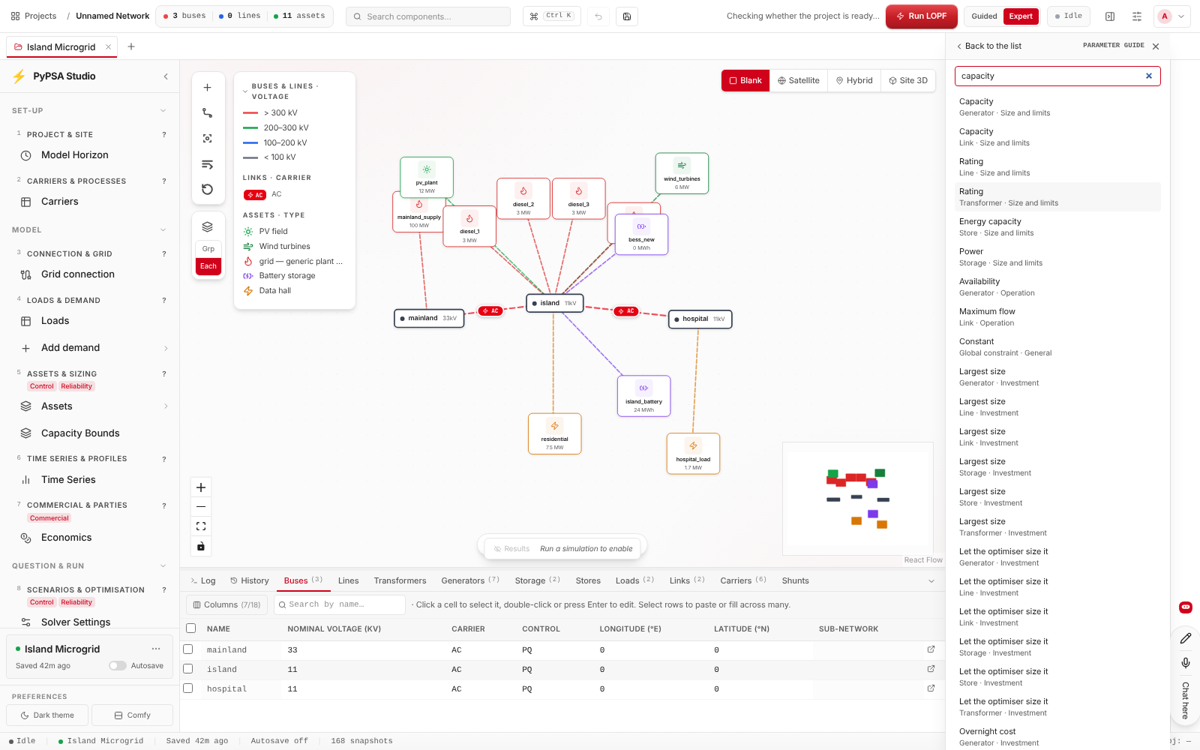 Projects / Unnamed Network
3 buses 0 lines 11 assets
Search components...
⌘ Ctrl K
Checking whether the project is ready...
Run LOPF
Guided Expert
Idle
A
Island Microgrid
PyPSA Studio
SET-UP
1 PROJECT & SITE ?
Model Horizon
2 CARRIERS & PROCESSES ?
Carriers
MODEL
3 CONNECTION & GRID ?
Grid connection
4 LOADS & DEMAND ?
Loads
Add demand
5 ASSETS & SIZING ?
Control Reliability
Assets
Capacity Bounds
6 TIME SERIES & PROFILES ?
Time Series
7 COMMERCIAL & PARTIES ?
Commercial
Economics
QUESTION & RUN
8 SCENARIOS & OPTIMISATION ?
Control Reliability
Solver Settings
Island Microgrid
Saved 42m ago Autosave
PREFERENCES
Dark theme Comfy
Grp
Each
BUSES & LINES · VOLTAGE
> 300 kV
200–300 kV
100–200 kV
< 100 kV
LINKS · CARRIER
AC AC
ASSETS · TYPE
PV field
Wind turbines
grid — generic plant ...
Battery storage
Data hall
Blank Satellite Hybrid Site 3D
pv_plant
12 MW
wind_turbines
6 MW
mainland_supply
100 MW
diesel_1
3 MW
diesel_2
3 MW
diesel_3
3 MW
bess_new
0 MWh
mainland 33kV
AC
island 11kV
AC
hospital 11kV
island_battery
24 MWh
residential
7.5 MW
hospital_load
1.7 MW
Results Run a simulation to enable
React Flow
Log History Buses (3) Lines Transformers Generators (7) Storage (2) Stores Loads (2) Links (2) Carriers (6) Shunts
Columns (7/18) Search by name… · Click a cell to select it, double-click or press Enter to edit. Select rows to paste or fill across many.
NAME NOMINAL VOLTAGE (KV) CARRIER CONTROL LONGITUDE (°E) LATITUDE (°N) SUB-NETWORK
mainland 33 AC PQ 0 0
island 11 AC PQ 0 0
hospital 11 AC PQ 0 0
Back to the list PARAMETER GUIDE
capacity
Capacity
Generator · Size and limits
Capacity
Link · Size and limits
Rating
Line · Size and limits
Rating
Transformer · Size and limits
Energy capacity
Store · Size and limits
Power
Storage · Size and limits
Availability
Generator · Operation
Maximum flow
Link · Operation
Constant
Global constraint · General
Largest size
Generator · Investment
Largest size
Line · Investment
Largest size
Link · Investment
Largest size
Storage · Investment
Largest size
Store · Investment
Largest size
Transformer · Investment
Let the optimiser size it
Generator · Investment
Let the optimiser size it
Line · Investment
Let the optimiser size it
Link · Investment
Let the optimiser size it
Storage · Investment
Let the optimiser size it
Store · Investment
Let the optimiser size it
Transformer · Investment
Overnight cost
Generator · Investment
Chat here
Idle Island Microgrid Saved 42m ago Autosave off 168 snapshots